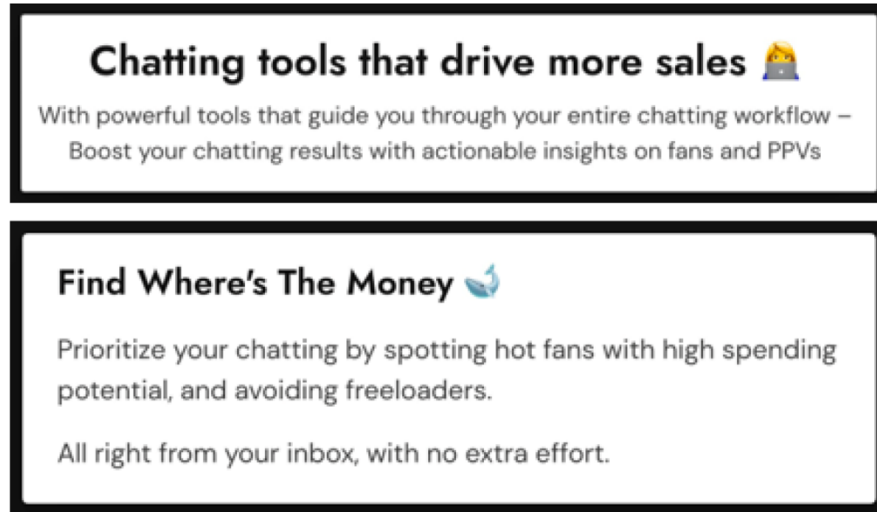 Chatting tools that drive more sales 👩‍💻
With powerful tools that guide you through your entire chatting workflow –
Boost your chatting results with actionable insights on fans and PPVs
Find Where's The Money 🐋
Prioritize your chatting by spotting hot fans with high spending
potential, and avoiding freeloaders.
All right from your inbox, with no extra effort.